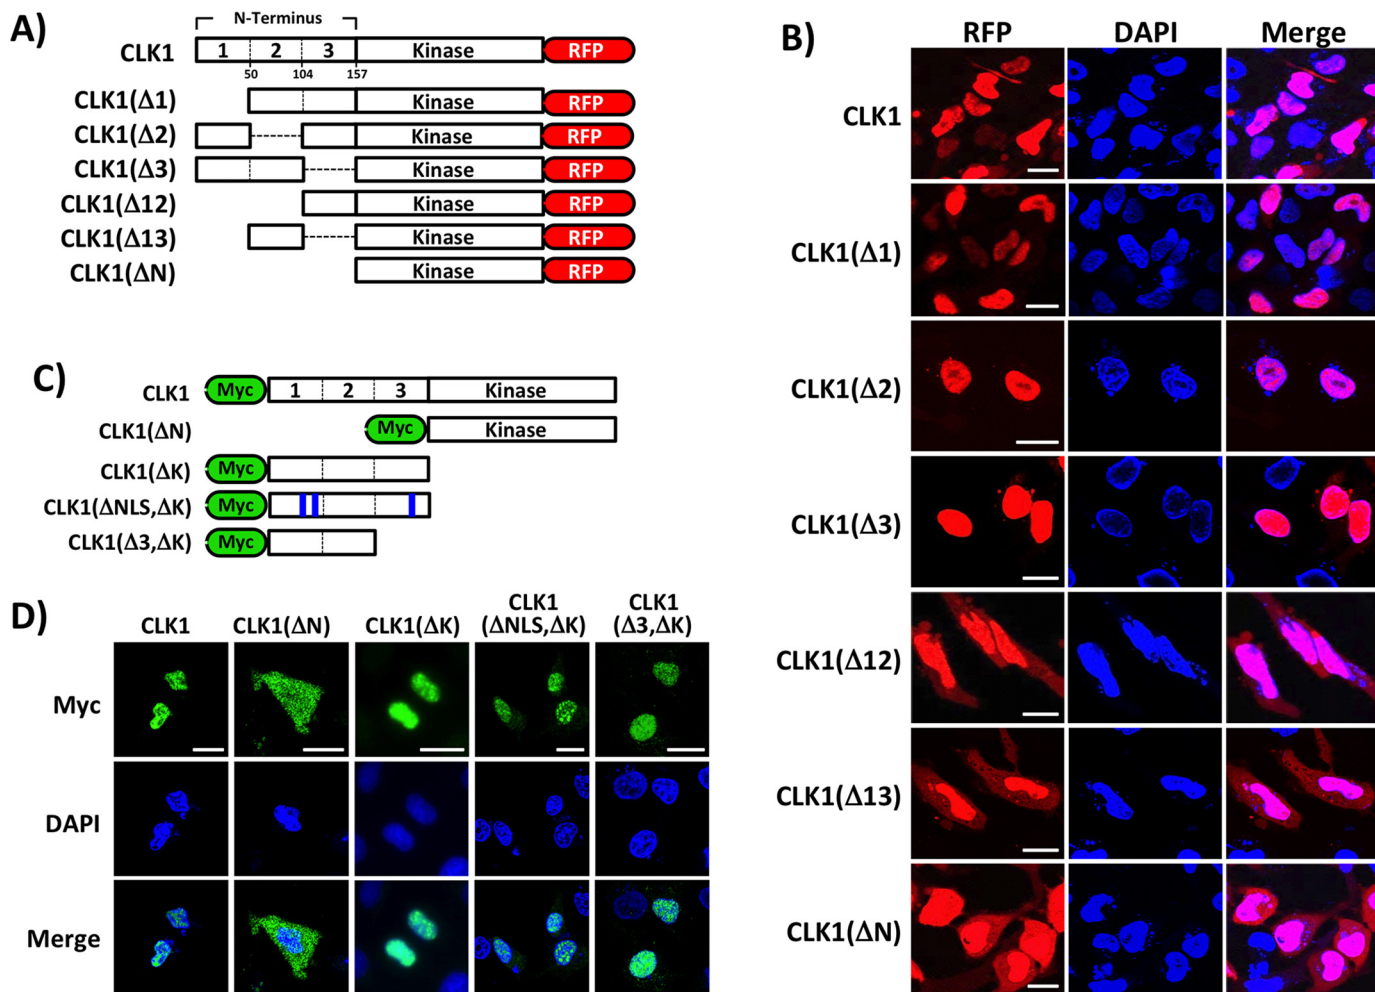 A)
N-Terminus
CLK1 1 2 3 Kinase RFP
50 104 157
CLK1(Δ1) Kinase RFP
CLK1(Δ2) Kinase RFP
CLK1(Δ3) Kinase RFP
CLK1(Δ12) Kinase RFP
CLK1(Δ13) Kinase RFP
CLK1(ΔN) Kinase RFP
B)
RFP DAPI Merge
CLK1
CLK1(Δ1)
CLK1(Δ2)
CLK1(Δ3)
CLK1(Δ12)
CLK1(Δ13)
CLK1(ΔN)
C)
CLK1 Myc 1 2 3 Kinase
CLK1(ΔN) Myc Kinase
CLK1(ΔK) Myc
CLK1(ΔNLS,ΔK) Myc
CLK1(Δ3,ΔK) Myc
D)
CLK1 CLK1(ΔN) CLK1(ΔK) CLK1 (ΔNLS,ΔK) CLK1 (Δ3,ΔK)
Myc
DAPI
Merge